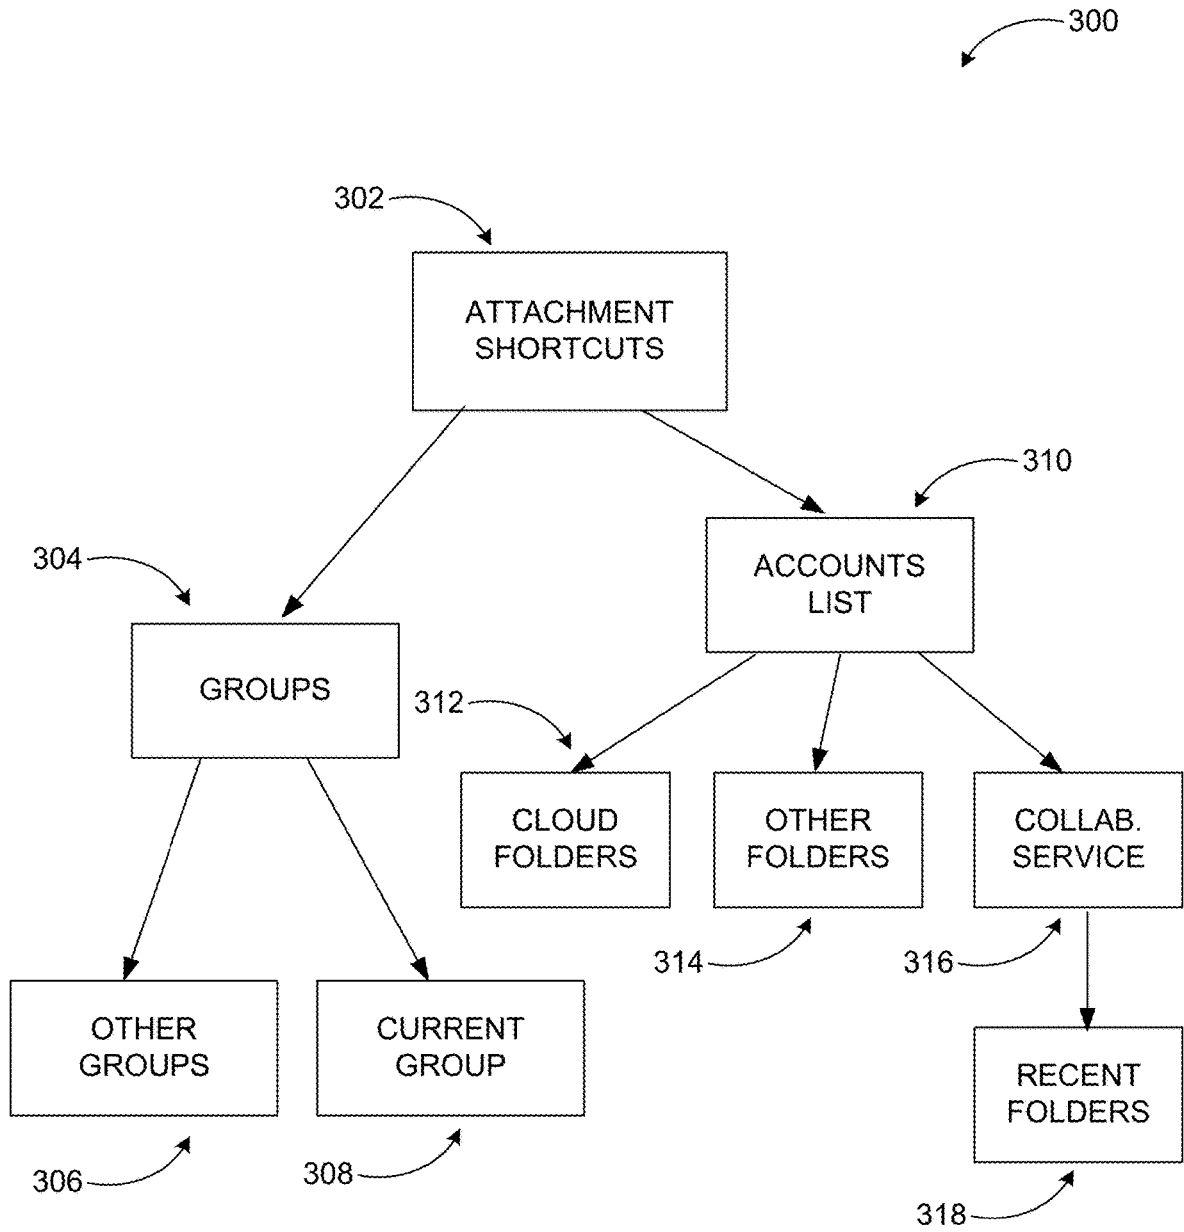 300
302
ATTACHMENT
SHORTCUTS
310
304
ACCOUNTS
LIST
GROUPS
312
CLOUD
FOLDERS
OTHER
FOLDERS
COLLAB.
SERVICE
314
316
OTHER
GROUPS
CURRENT
GROUP
RECENT
FOLDERS
306
308
318